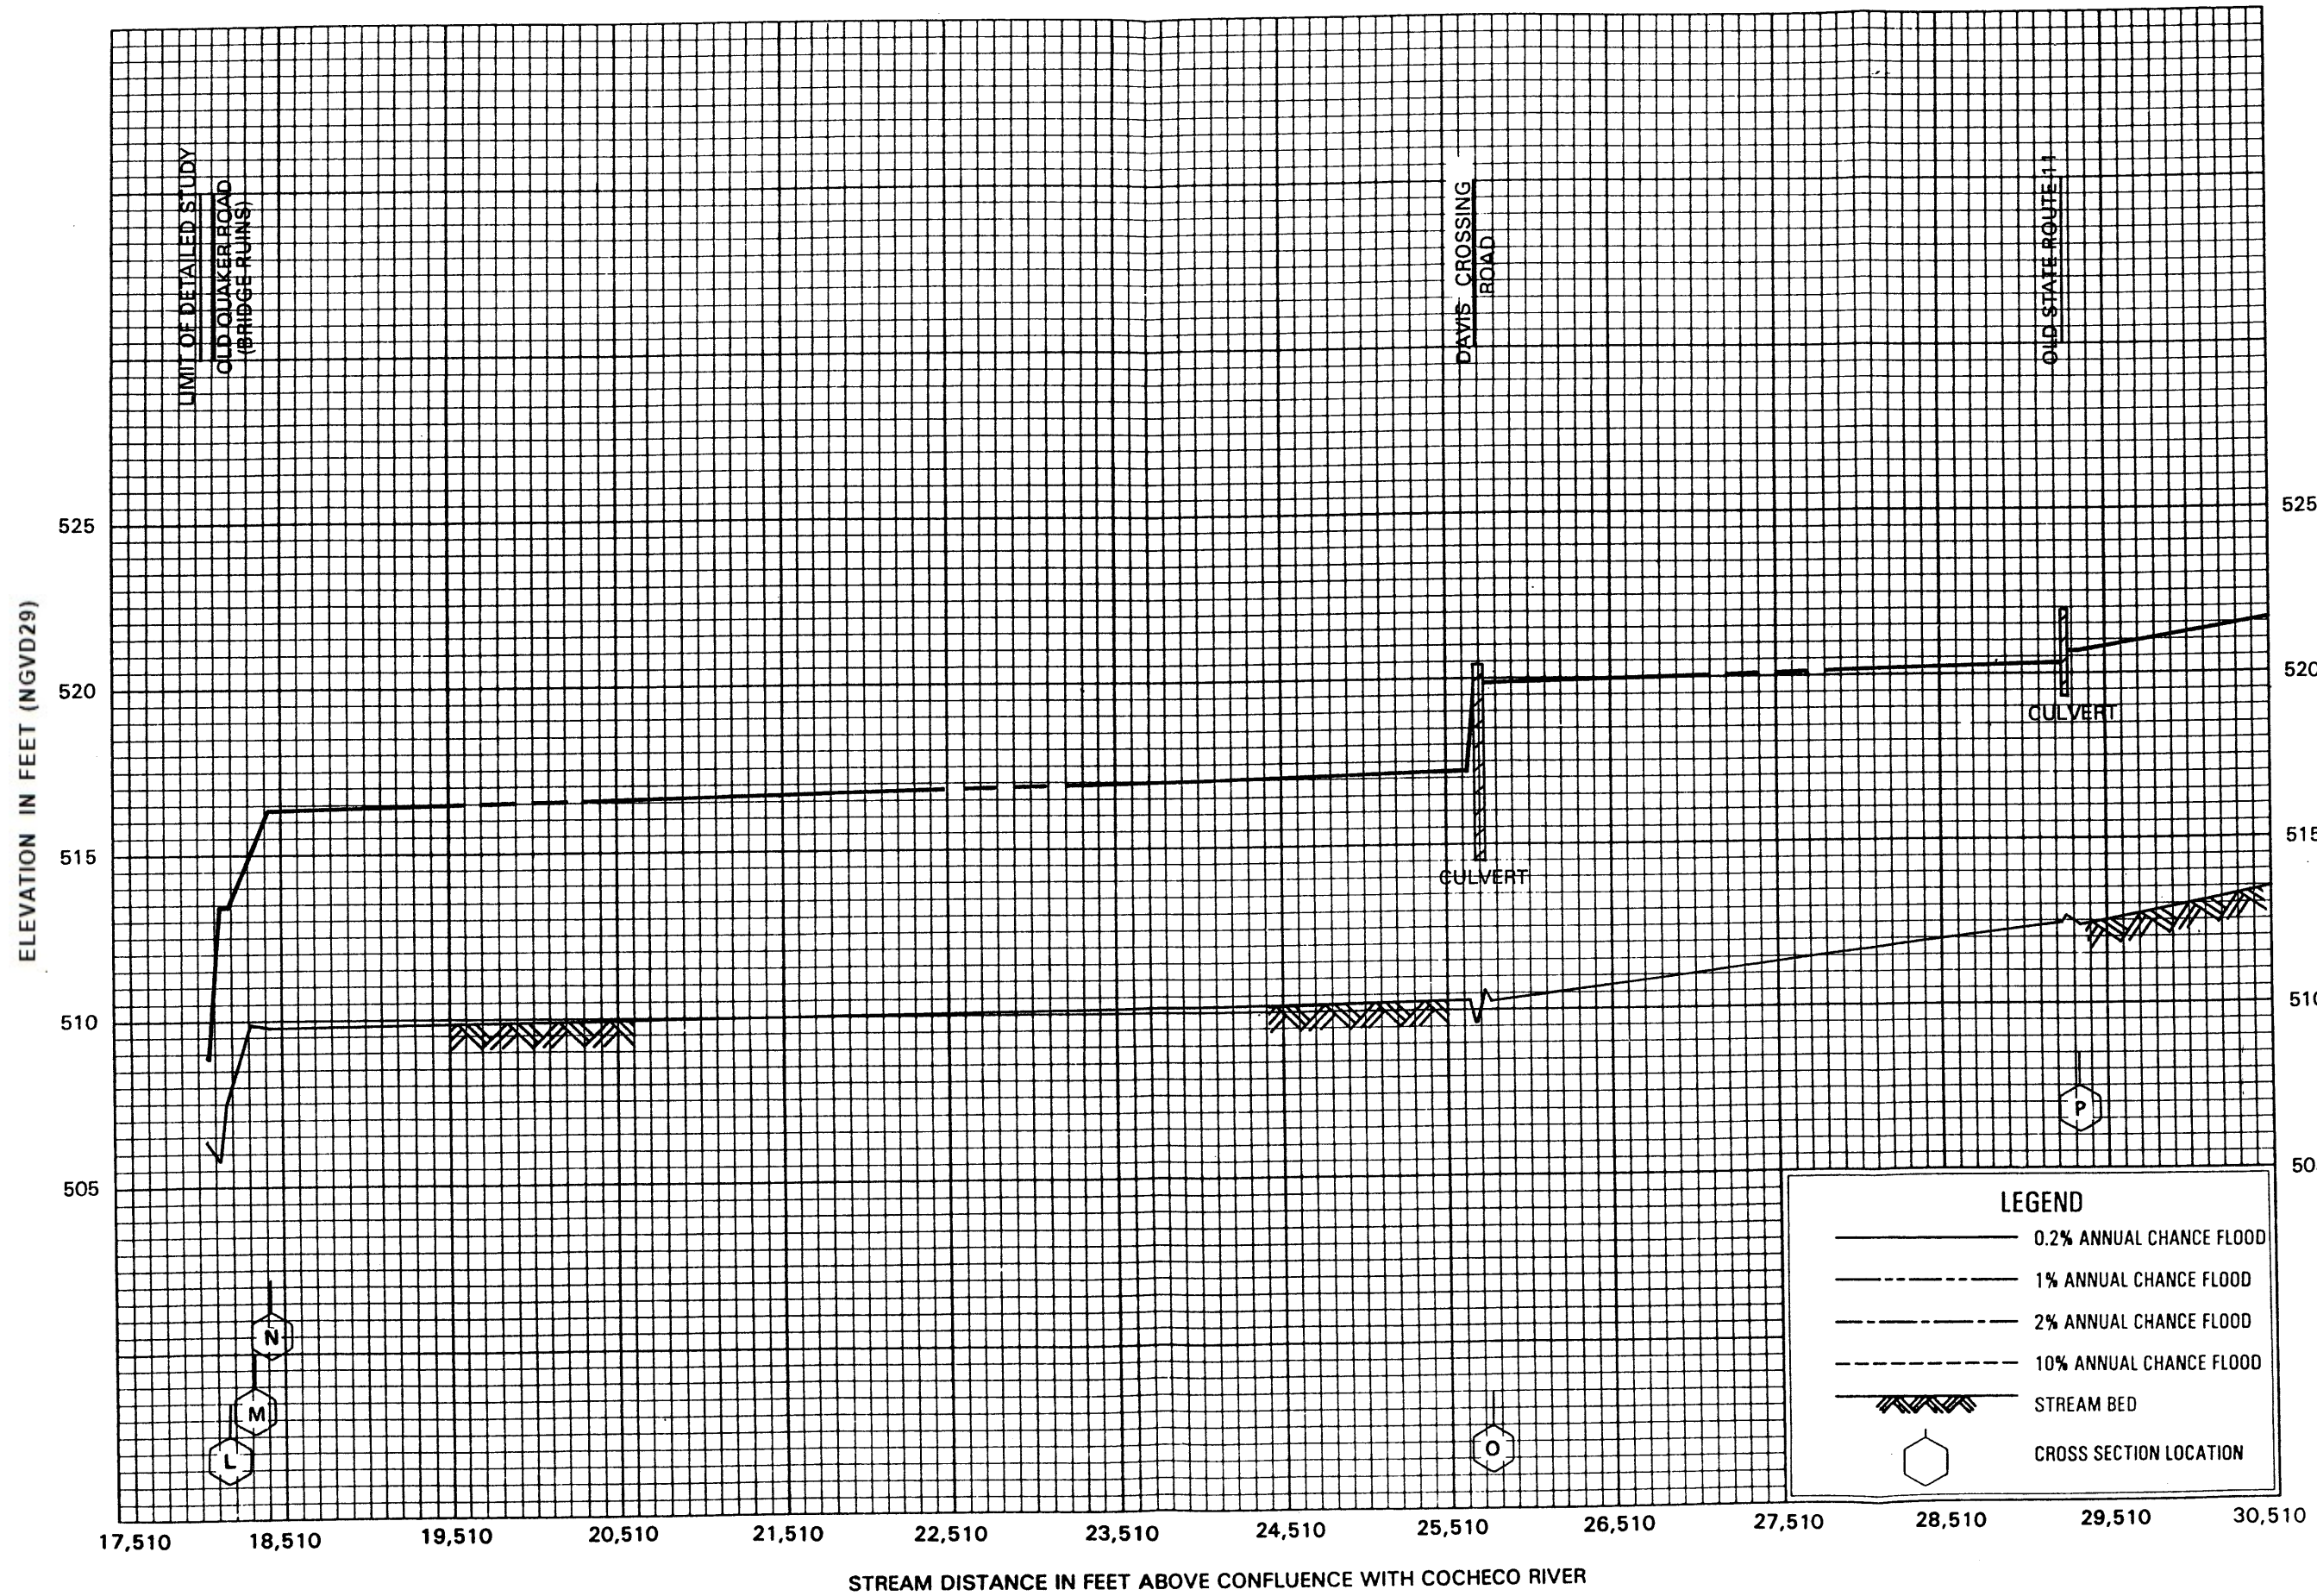 LIMIT OF DETAILED STUDY
OLD QUAKER ROAD
(BRIDGE RUINS)
DAVIS CROSSING
ROAD
OLD STATE ROUTE 11
ELEVATION IN FEET (NGVD29)
525
525
520
520
CULVERT
515
515
CULVERT
510
510
P
505
50
N
M
L
O
LEGEND
0.2% ANNUAL CHANCE FLOOD
1% ANNUAL CHANCE FLOOD
2% ANNUAL CHANCE FLOOD
10% ANNUAL CHANCE FLOOD
STREAM BED
CROSS SECTION LOCATION
17,510
18,510
19,510
20,510
21,510
22,510
23,510
24,510
25,510
26,510
27,510
28,510
29,510
30,510
STREAM DISTANCE IN FEET ABOVE CONFLUENCE WITH COCHECO RIVER